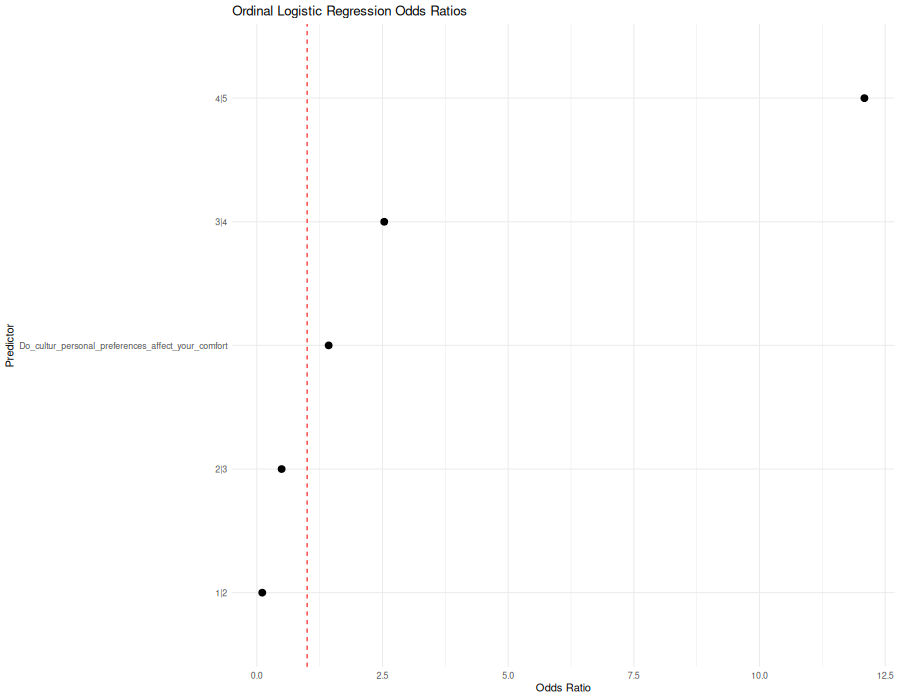 Ordinal Logistic Regression Odds Ratios
Predictor
4|5
3|4
Do_cultur_personal_preferences_affect_your_comfort
2|3
1|2
0.0 2.5 5.0 7.5 10.0 12.5
Odds Ratio